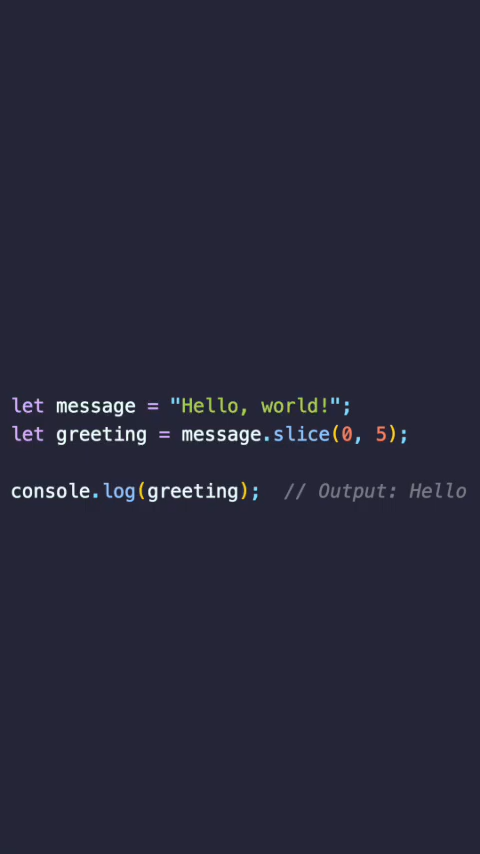 let message = "Hello, world!";
let greeting = message.slice(0, 5);
console.log(greeting);  // Output: Hello